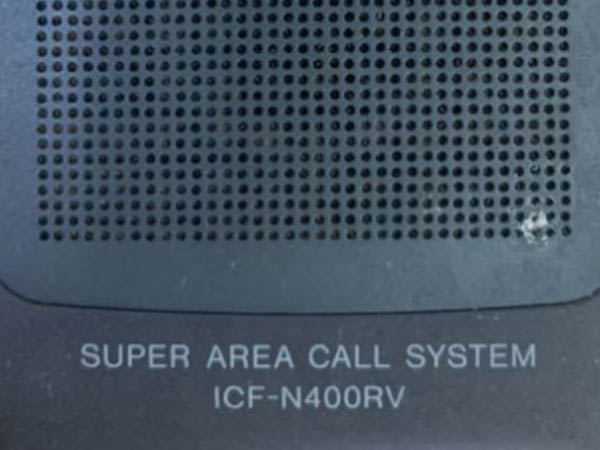 SUPER AREA CALL SYSTEM
ICF-N400RV